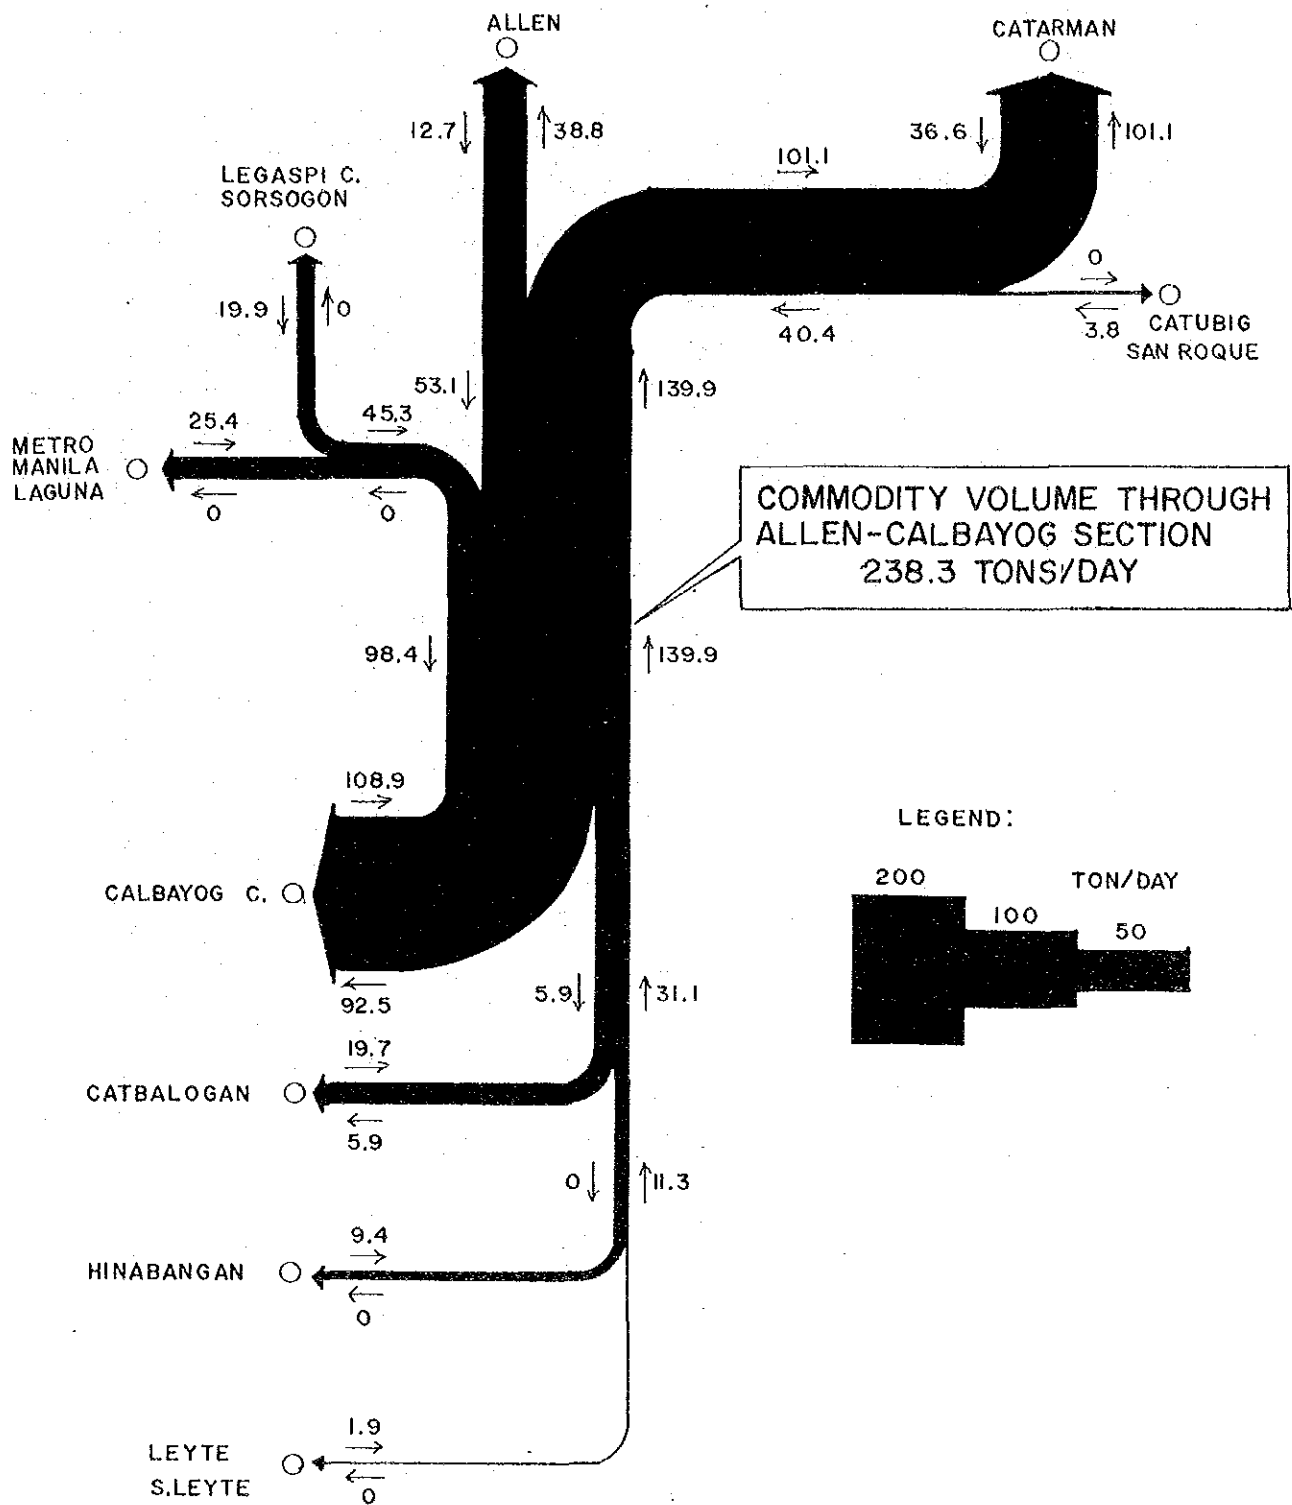 ALLEN
CATARMAN
12.7
38.8
36.6
101.1
101.1
LEGASPI C.
SORSOGON
0
19.9
0
40.4
3.8
CATUBIG
SAN ROQUE
53.1
139.9
25.4
45.3
METRO
MANILA
LAGUNA
0
0
COMMODITY VOLUME THROUGH
ALLEN-CALBAYOG SECTION
238.3 TONS/DAY
98.4
139.9
108.9
LEGEND:
CALBAYOG C.
200
TON/DAY
100
50
92.5
5.9
31.1
19.7
CATBALOGAN
5.9
0
11.3
9.4
HINABANGAN
0
1.9
LEYTE
S.LEYTE
0